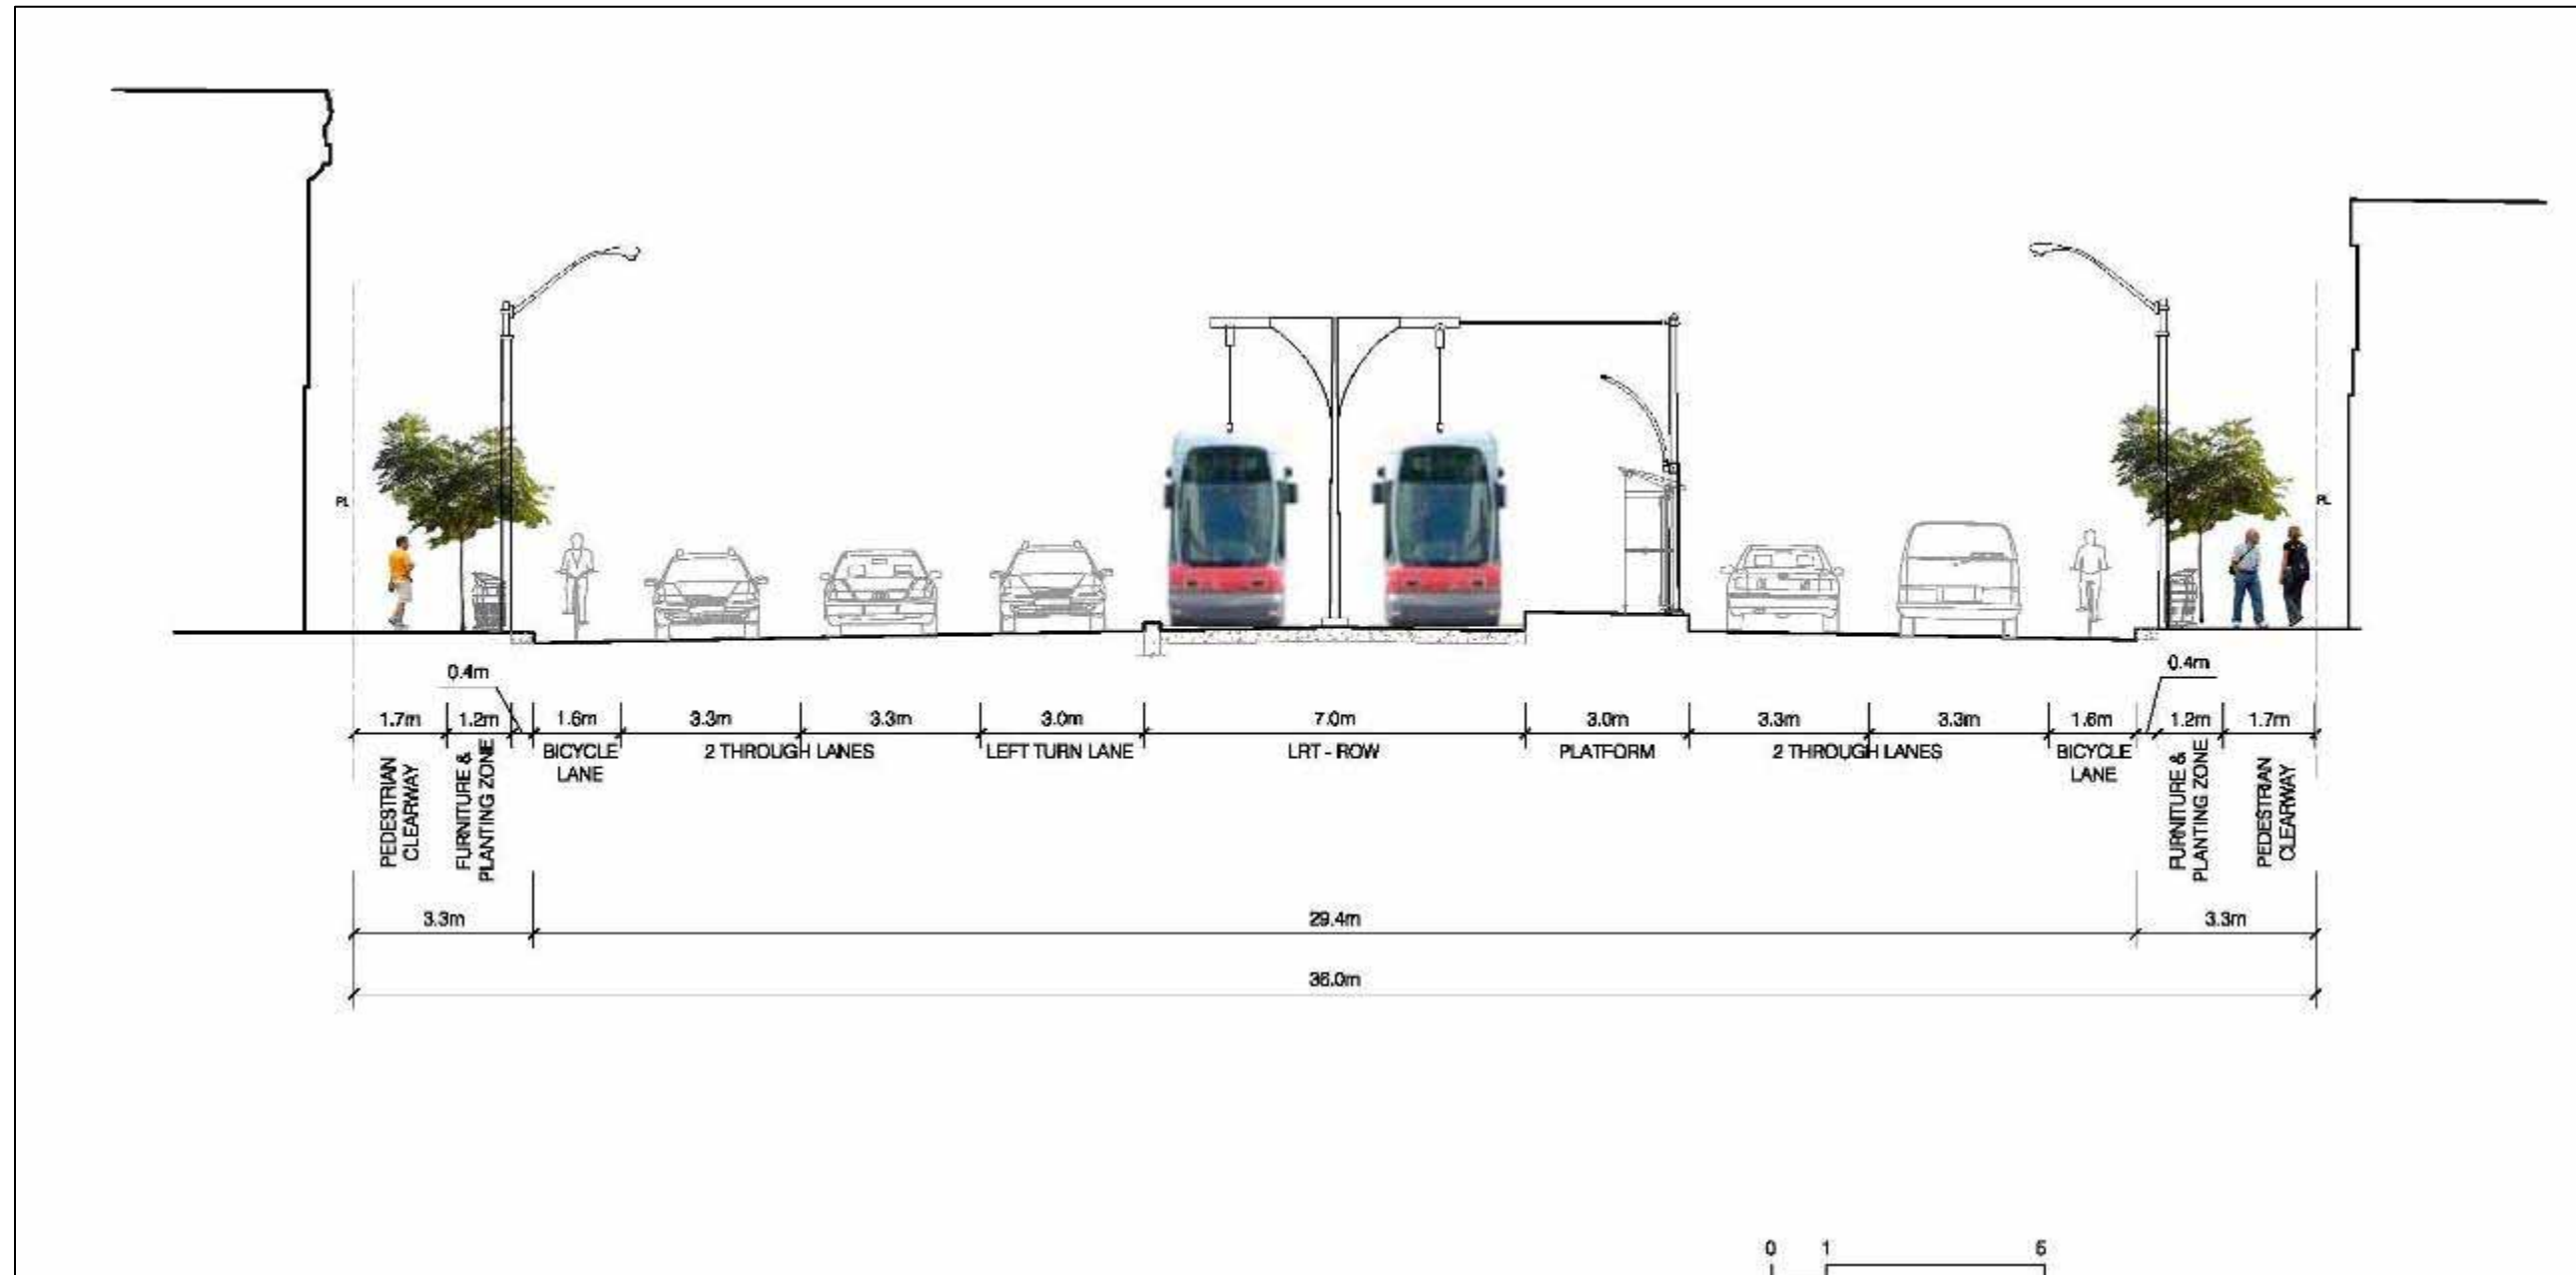 PL
PL
0.4m
0.4m
1.7m 1.2m 1.6m 3.3m 3.3m 3.0m 7.0m 3.0m 3.3m 3.3m 1.6m 1.2m 1.7m
BICYCLE LANE
2 THROUGH LANES
LEFT TURN LANE
LRT - ROW
PLATFORM
2 THROUGH LANES
BICYCLE LANE
PEDESTRIAN
CLEARWAY
FURNITURE &
PLANTING ZONE
FURNITURE &
PLANTING ZONE
PEDESTRIAN
CLEARWAY
3.3m 29.4m 3.3m
36.0m
0 1 5